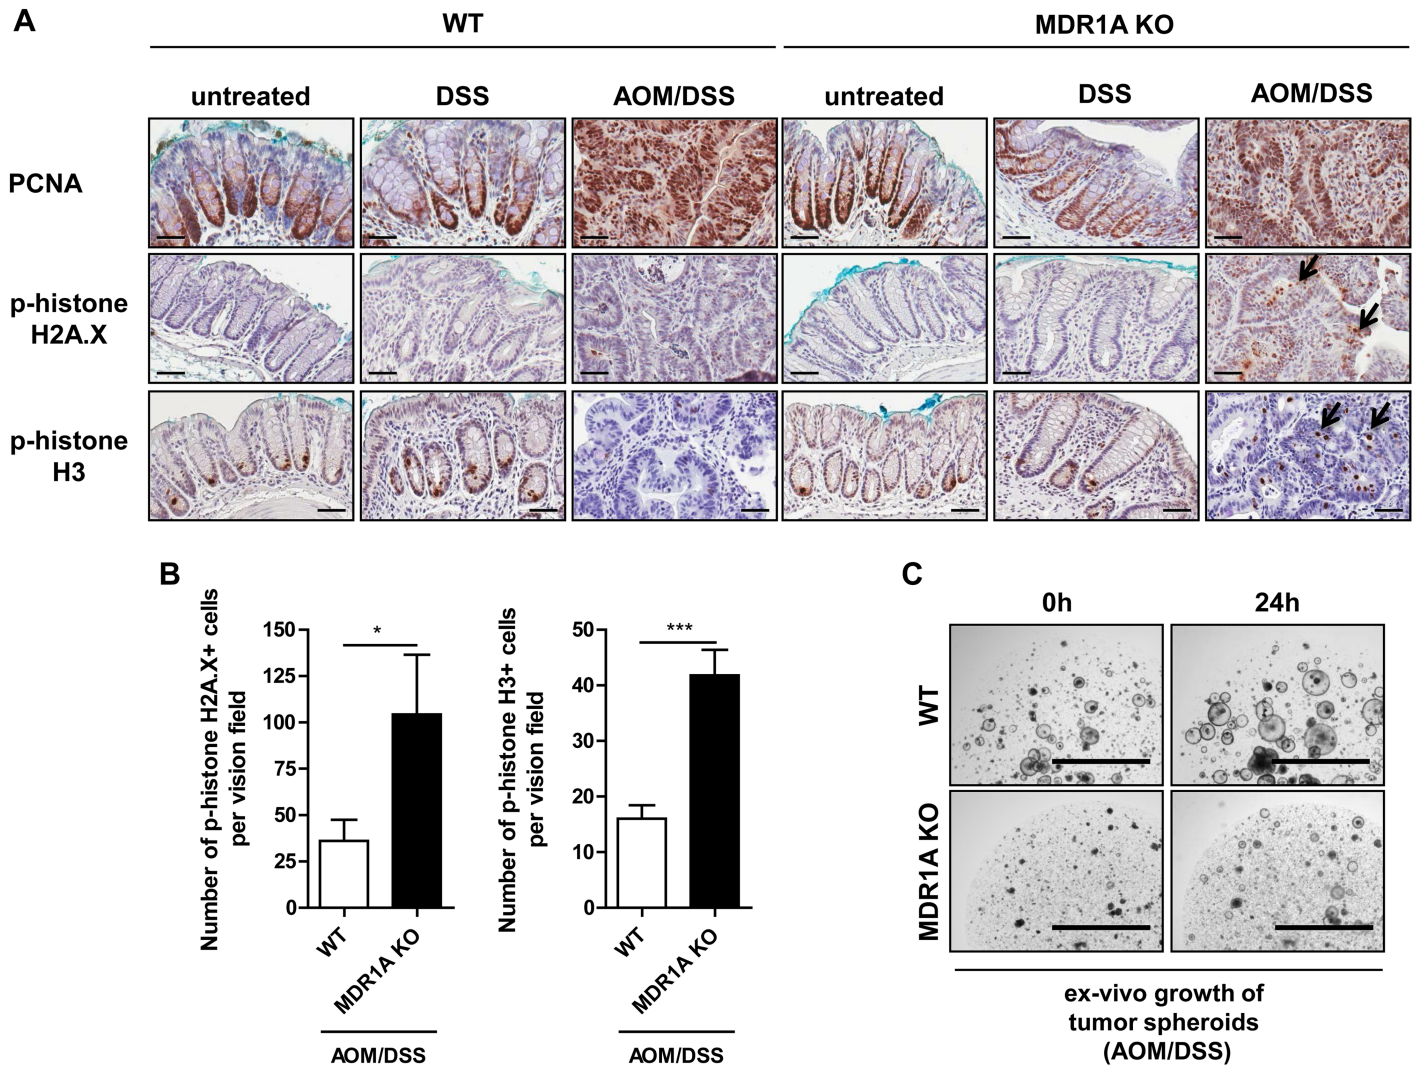 A
WT
MDR1A KO
untreated
DSS
AOM/DSS
untreated
DSS
AOM/DSS
PCNA
p-histone
H2A.X
p-histone
H3
B
Number of p-histone H2A.X+ cells
per vision field
150
125
100
75
50
25
0
*
WT
MDR1A KO
AOM/DSS
Number of p-histone H3+ cells
per vision field
50
40
30
20
10
0
***
WT
MDR1A KO
AOM/DSS
C
0h
24h
WT
MDR1A KO
ex-vivo growth of
tumor spheroids
(AOM/DSS)